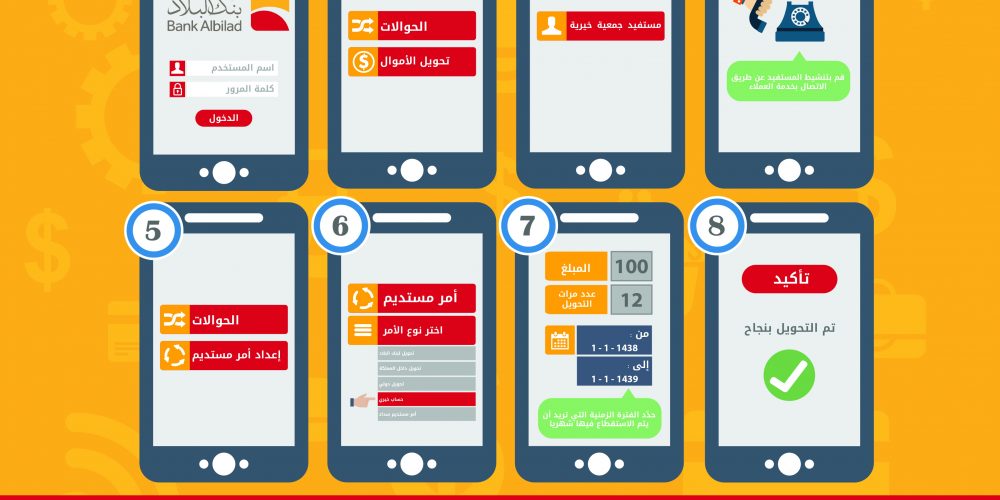 بنك البلاد
Bank Albilad
اسم المستخدم
كلمة المرور
الدخول
الحوالات
تحويل الأموال
مستفيد جمعية خيرية
قم بتنشيط المستفيد عن طريق
الاتصال بخدمة العملاء
5
الحوالات
إعداد أمر مستديم
6
أمر مستديم
اختر نوع الأمر
تحويل لبنك البلاد
تحويل داخل المملكة
تحويل دولي
حساب خيري
أمر مستديم سداد
7
المبلغ
100
عدد مرات
التحويل
12
من :
1 - 1 - 1438
إلى :
1 - 1 - 1439
حدّد الفترة الزمنية التي تريد أن
يتم الاستقطاع فيها شهريا
8
تأكيد
تم التحويل بنجاح